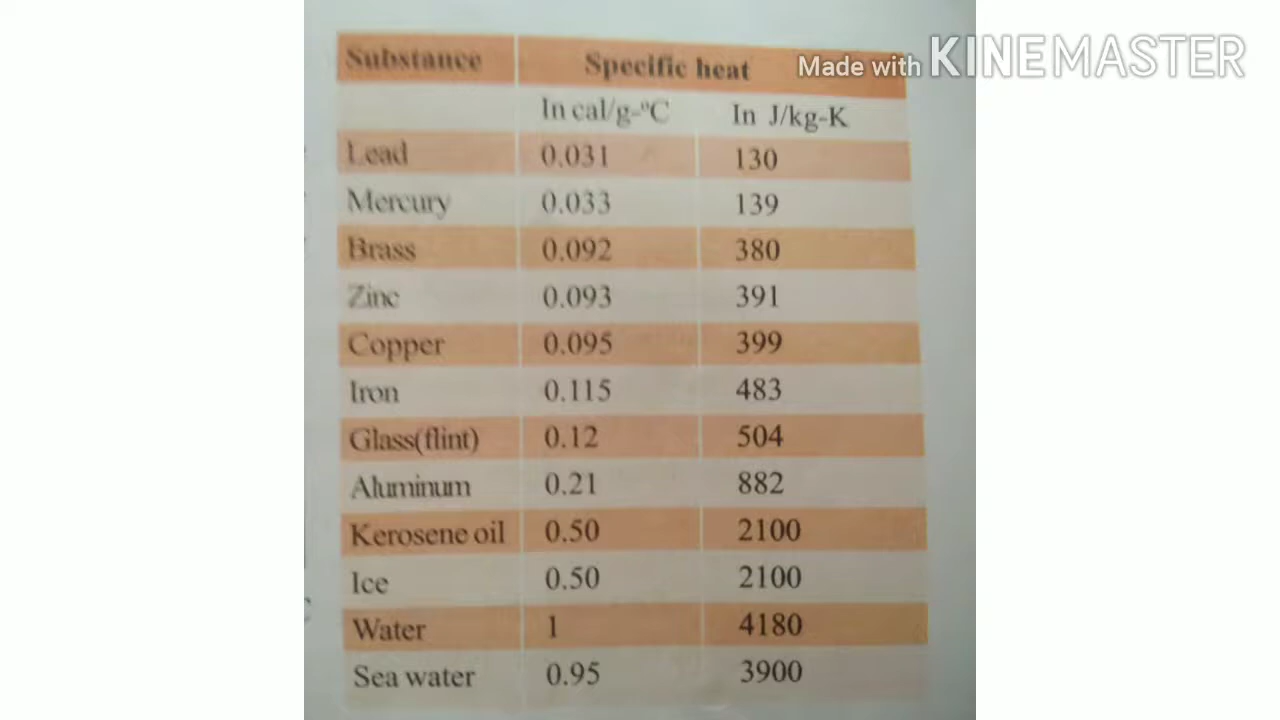 Made with KINEMASTER
Substance Specific heat
In cal/g-°C In J/kg-K
Lead 0.031 130
Mercury 0.033 139
Brass 0.092 380
Zinc 0.093 391
Copper 0.095 399
Iron 0.115 483
Glass(flint) 0.12 504
Aluminum 0.21 882
Kerosene oil 0.50 2100
Ice 0.50 2100
Water 1 4180
Sea water 0.95 3900